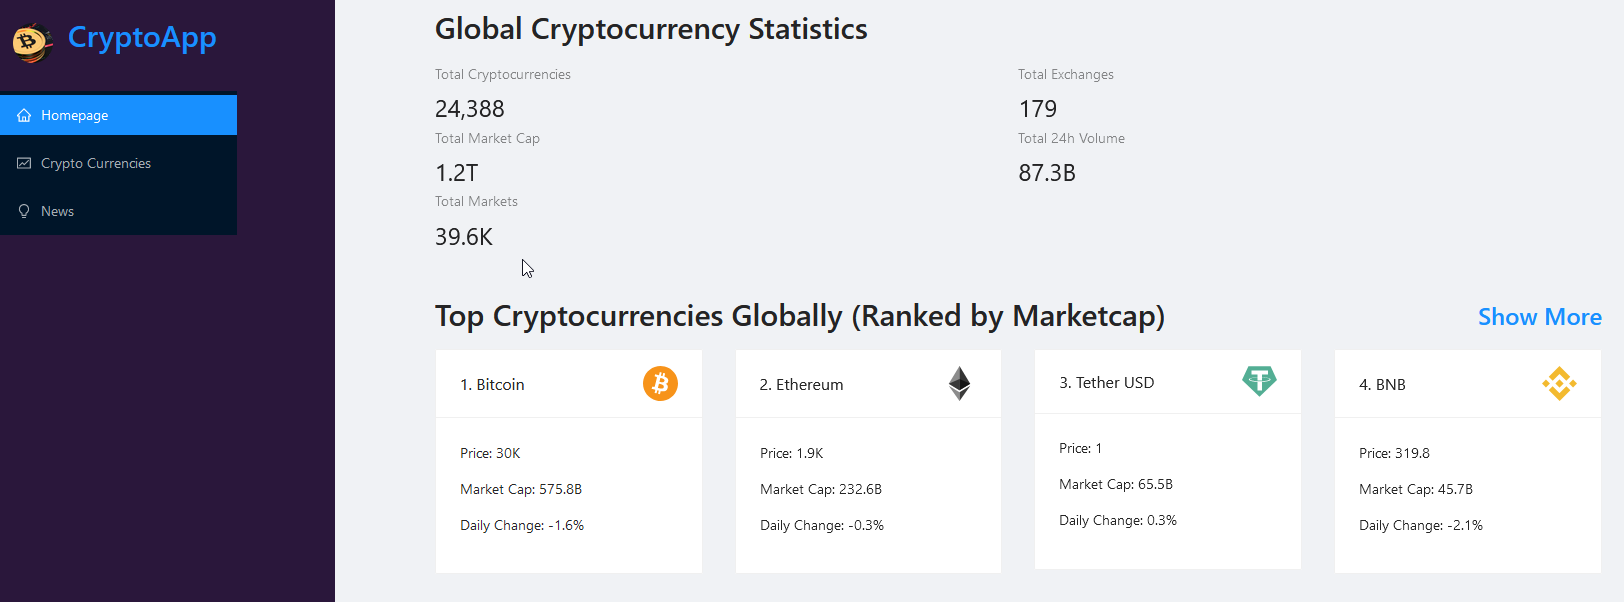 CryptoApp
Homepage
Crypto Currencies
News
Global Cryptocurrency Statistics
Total Cryptocurrencies
24,388
Total Exchanges
179
Total Market Cap
1.2T
Total 24h Volume
87.3B
Total Markets
39.6K
Top Cryptocurrencies Globally (Ranked by Marketcap)
Show More
1. Bitcoin
Price: 30K
Market Cap: 575.8B
Daily Change: -1.6%
2. Ethereum
Price: 1.9K
Market Cap: 232.6B
Daily Change: -0.3%
3. Tether USD
Price: 1
Market Cap: 65.5B
Daily Change: 0.3%
4. BNB
Price: 319.8
Market Cap: 45.7B
Daily Change: -2.1%